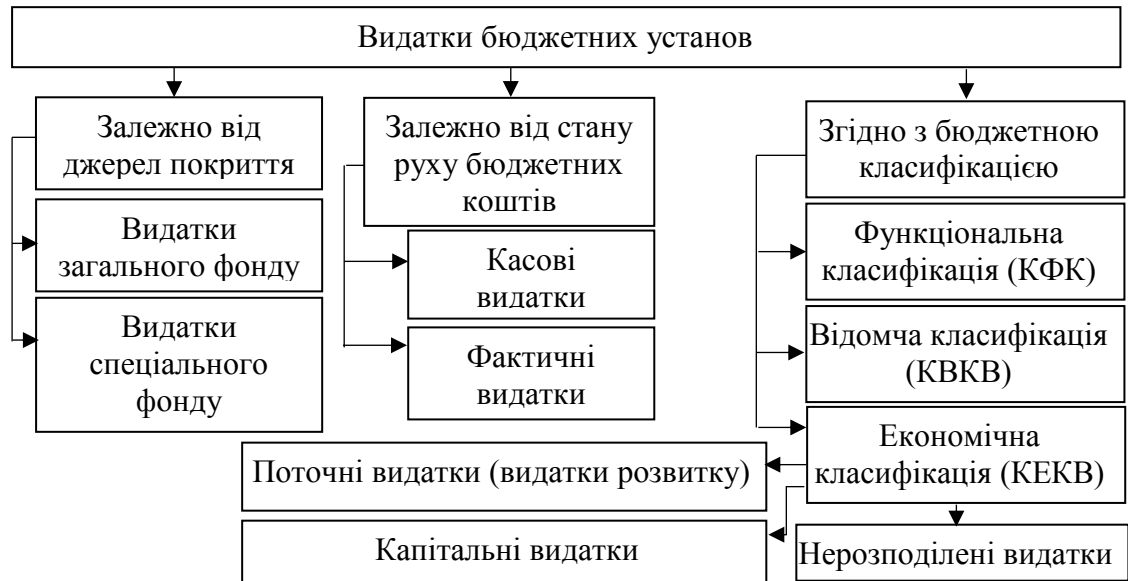 Видатки бюджетних установ
Залежно від
джерел покриття
Видатки
загального фонду
Видатки
спеціального
фонду
Залежно від стану
руху бюджетних
коштів
Касові
видатки
Фактичні
видатки
Згідно з бюджетною
класифікацією
Функціональна
класифікація (КФК)
Відомча класифікація
(КВКВ)
Економічна
класифікація (КЕКВ)
Поточні видатки (видатки розвитку)
Капітальні видатки
Нерозподілені видатки